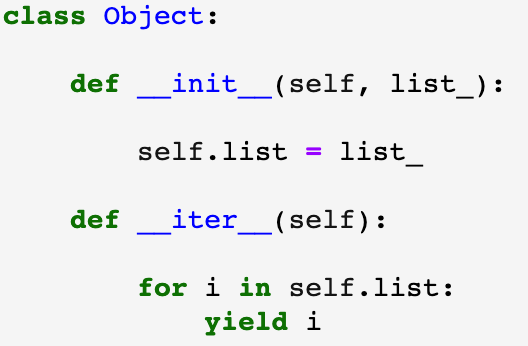 class Object:
    def __init__(self, list_):
        self.list = list_
    def __iter__(self):
        for i in self.list:
            yield i